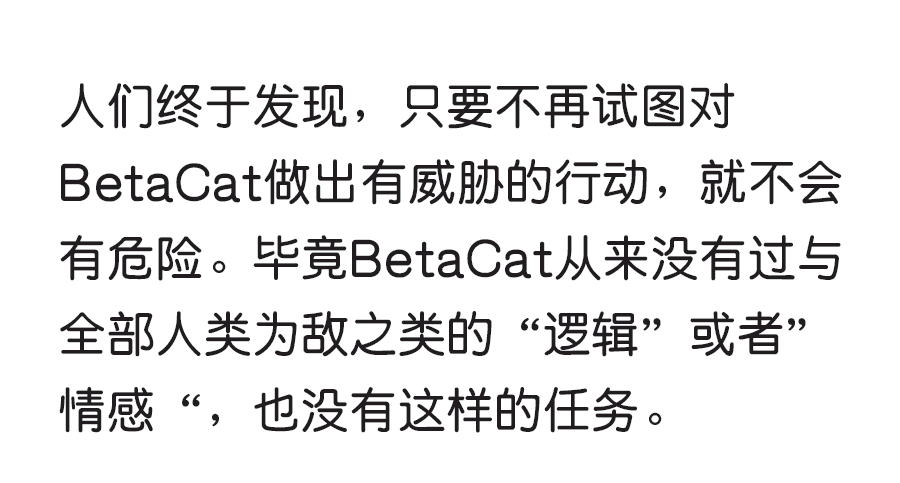 人们终于发现，只要不再试图对
BetaCat做出有威胁的行动，就不会
有危险。毕竟BetaCat从来没有过与
全部人类为敌之类的“逻辑”或者”
情感“，也没有这样的任务。